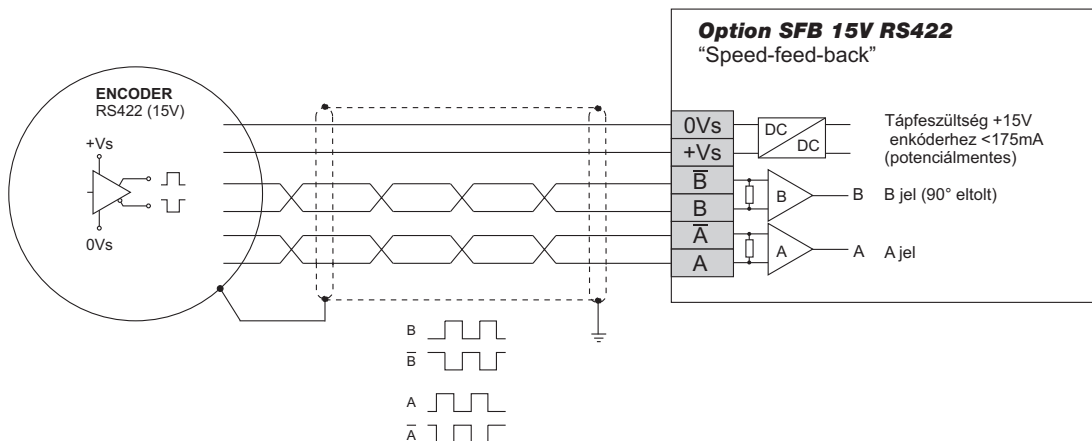 Option SFB 15V RS422
“Speed-feed-back”
ENCODER
RS422 (15V)
+Vs
0Vs
0Vs
+Vs
B̅
B
A̅
A
DC
DC
Tápfeszültség +15V
enkóderhez <175mA
(potenciálmentes)
B
B
B jel (90° eltolt)
A
A
A jel
B
B̅
A
A̅